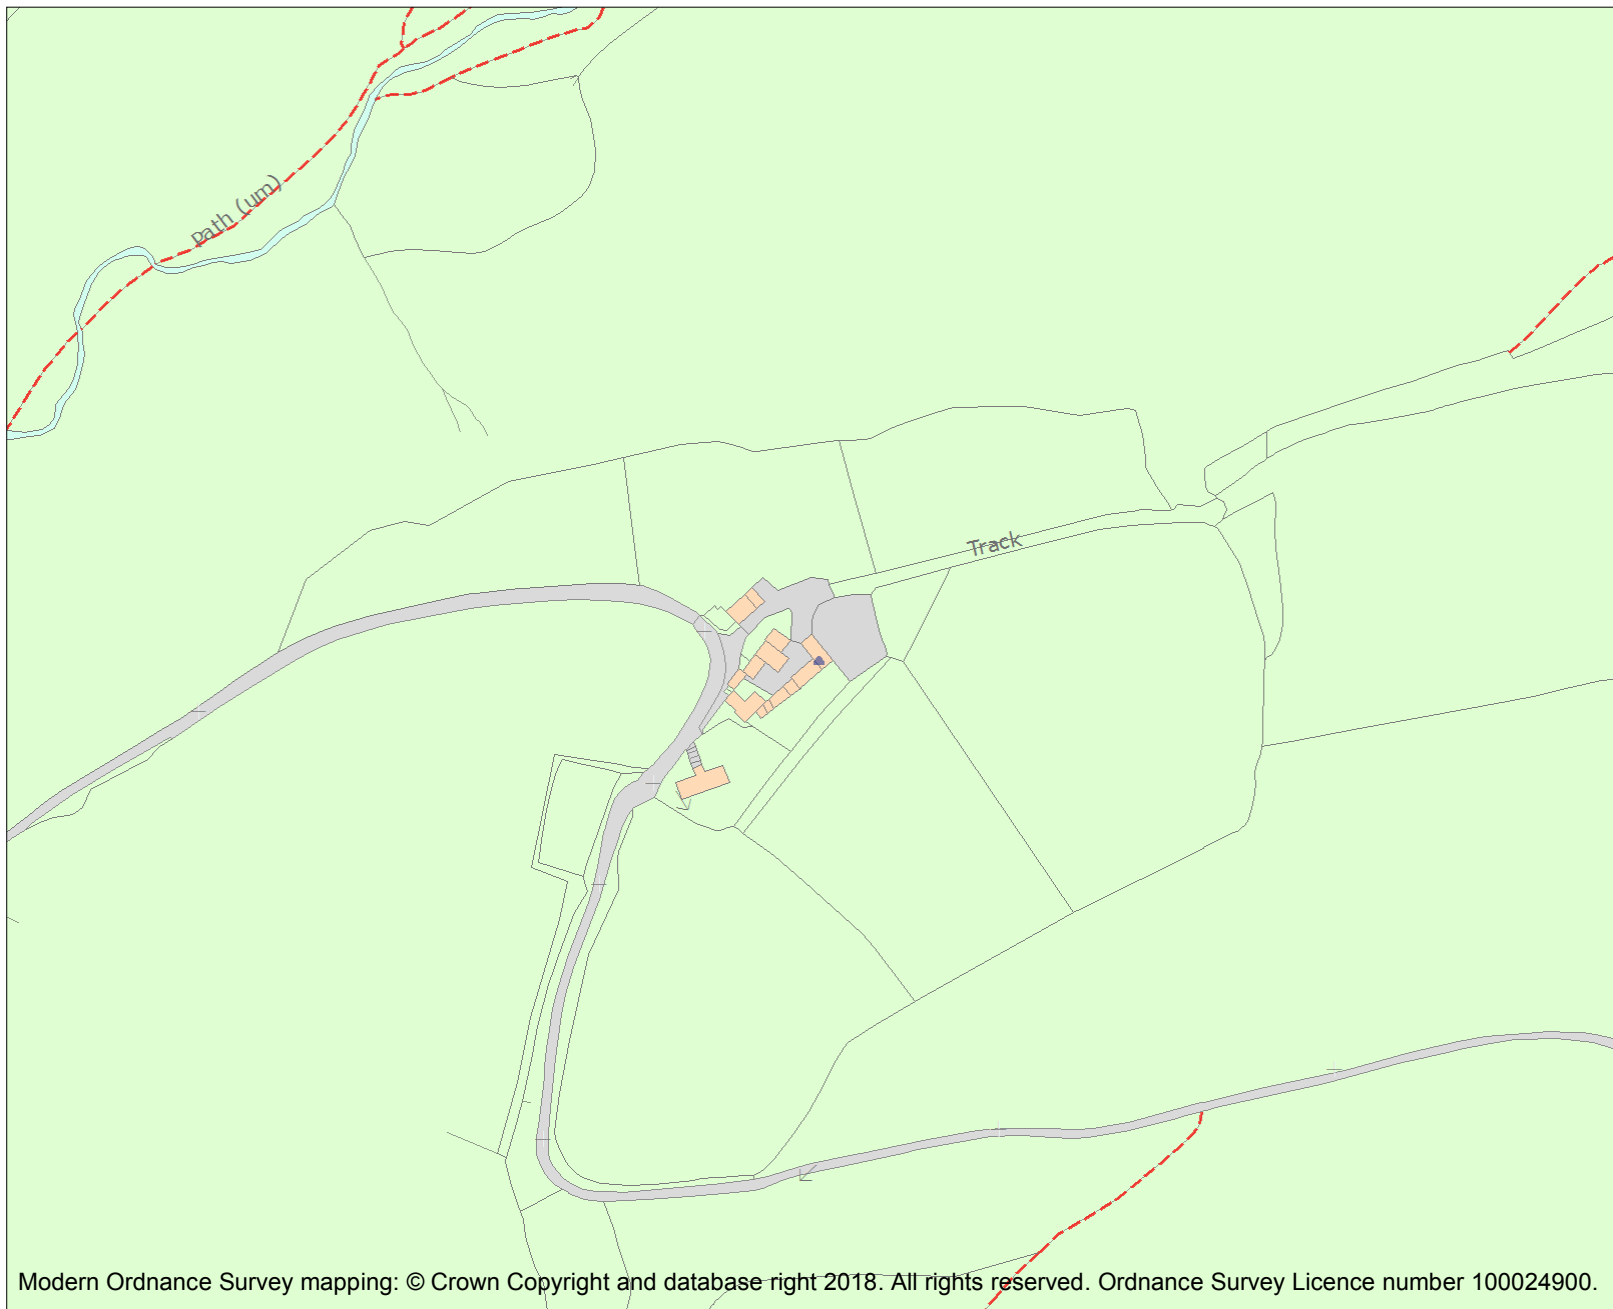 Path (um)
Track
Modern Ordnance Survey mapping: © Crown Copyright and database right 2018. All rights reserved. Ordnance Survey Licence number 100024900.